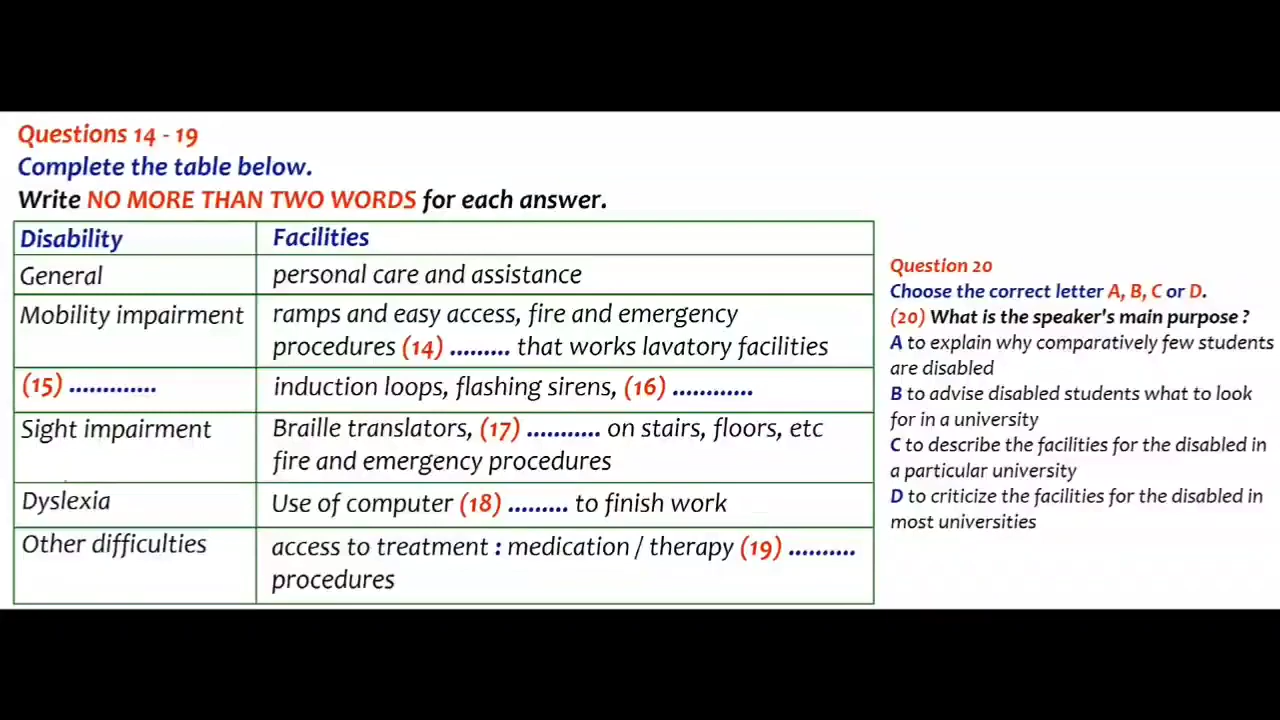 Questions 14 - 19
Complete the table below.
Write NO MORE THAN TWO WORDS for each answer.
Disability Facilities
General personal care and assistance
Mobility impairment ramps and easy access, fire and emergency
procedures (14) ......... that works lavatory facilities
(15) ............. induction loops, flashing sirens, (16) ............
Sight impairment Braille translators, (17) ........... on stairs, floors, etc
fire and emergency procedures
Dyslexia Use of computer (18) ......... to finish work
Other difficulties access to treatment : medication / therapy (19) ..........
procedures
Question 20
Choose the correct letter A, B, C or D.
(20) What is the speaker's main purpose ?
A to explain why comparatively few students
are disabled
B to advise disabled students what to look
for in a university
C to describe the facilities for the disabled in
a particular university
D to criticize the facilities for the disabled in
most universities